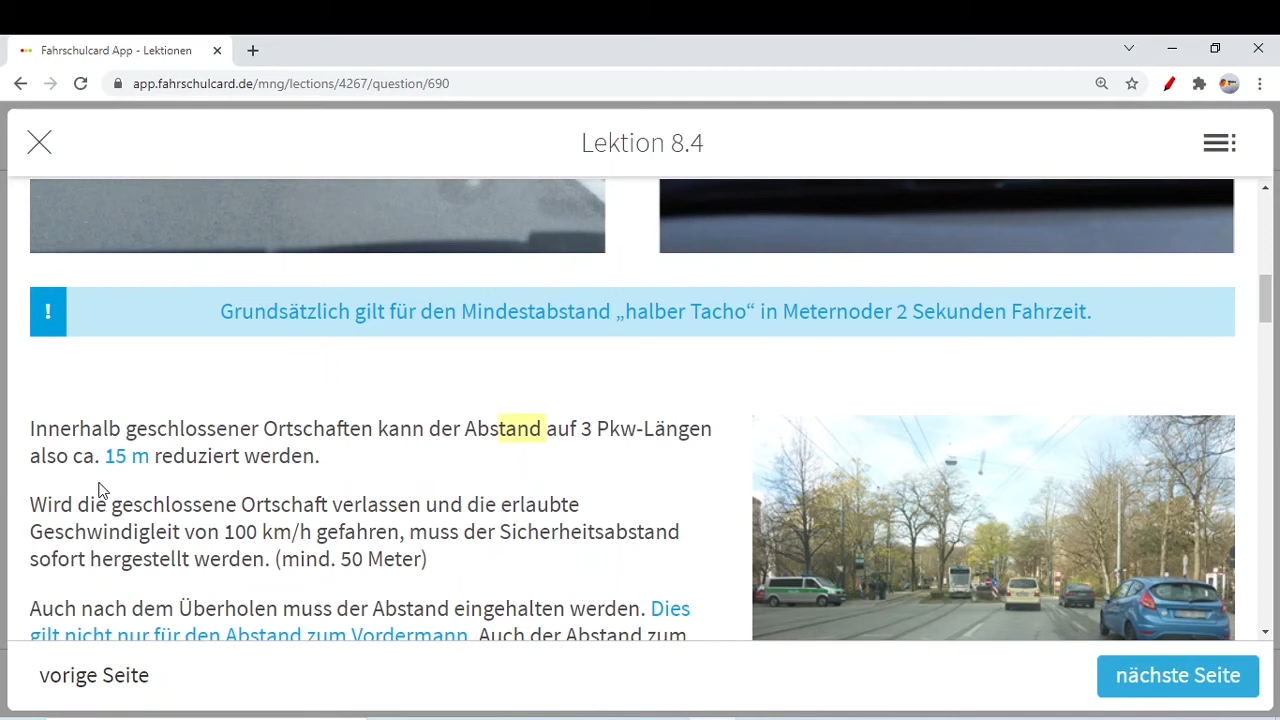 Fahrschulcard App - Lektionen
app.fahrschulcard.de/mng/lections/4267/question/690
Lektion 8.4
! Grundsätzlich gilt für den Mindestabstand „halber Tacho“ in Meternoder 2 Sekunden Fahrzeit.
Innerhalb geschlossener Ortschaften kann der Abstand auf 3 Pkw-Längen
also ca. 15 m reduziert werden.
Wird die geschlossene Ortschaft verlassen und die erlaubte
Geschwindigleit von 100 km/h gefahren, muss der Sicherheitsabstand
sofort hergestellt werden. (mind. 50 Meter)
Auch nach dem Überholen muss der Abstand eingehalten werden. Dies
gilt nicht nur für den Abstand zum Vordermann. Auch der Abstand zum
vorige Seite
nächste Seite